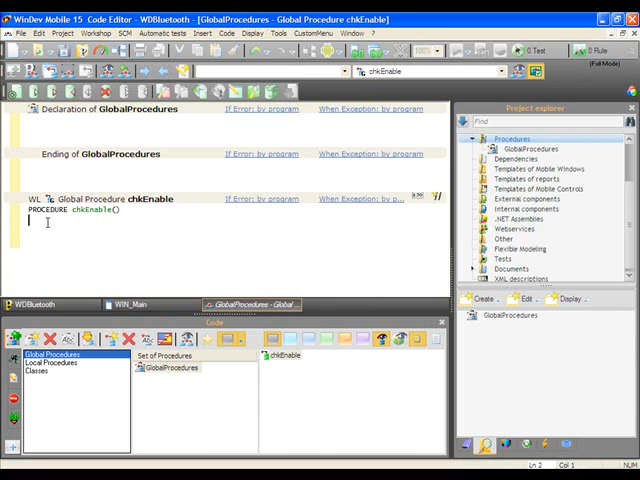 WinDev Mobile 15 Code Editor - WDBluetooth - [GlobalProcedures - Global Procedure chkEnable]
File Edit Project Workshop SCM Automatic tests Insert Code Display Tools CustomMenu Window ?
100%
0 Test
0 Rule
chkEnable
(Full Mode)
Declaration of GlobalProcedures If Error: by program When Exception: by program
Ending of GlobalProcedures If Error: by program When Exception: by program
WL Global Procedure chkEnable If Error: by program When Exception: by p...
PROCEDURE chkEnable()
Project explorer
Find
Procedures
GlobalProcedures
Dependencies
Templates of Mobile Windows
Templates of reports
Templates of Mobile Controls
External components
Internal components
.NET Assemblies
Webservices
Other
Flexible Modeling
Tests
Documents
XML descriptions
Create
Edit
Display
GlobalProcedures
WDBluetooth
WIN_Main
GlobalProcedures - Global ...
Code
Global Procedures
Local Procedures
Classes
Set of Procedures
GlobalProcedures
chkEnable
Ln 2
Col 1
NUM